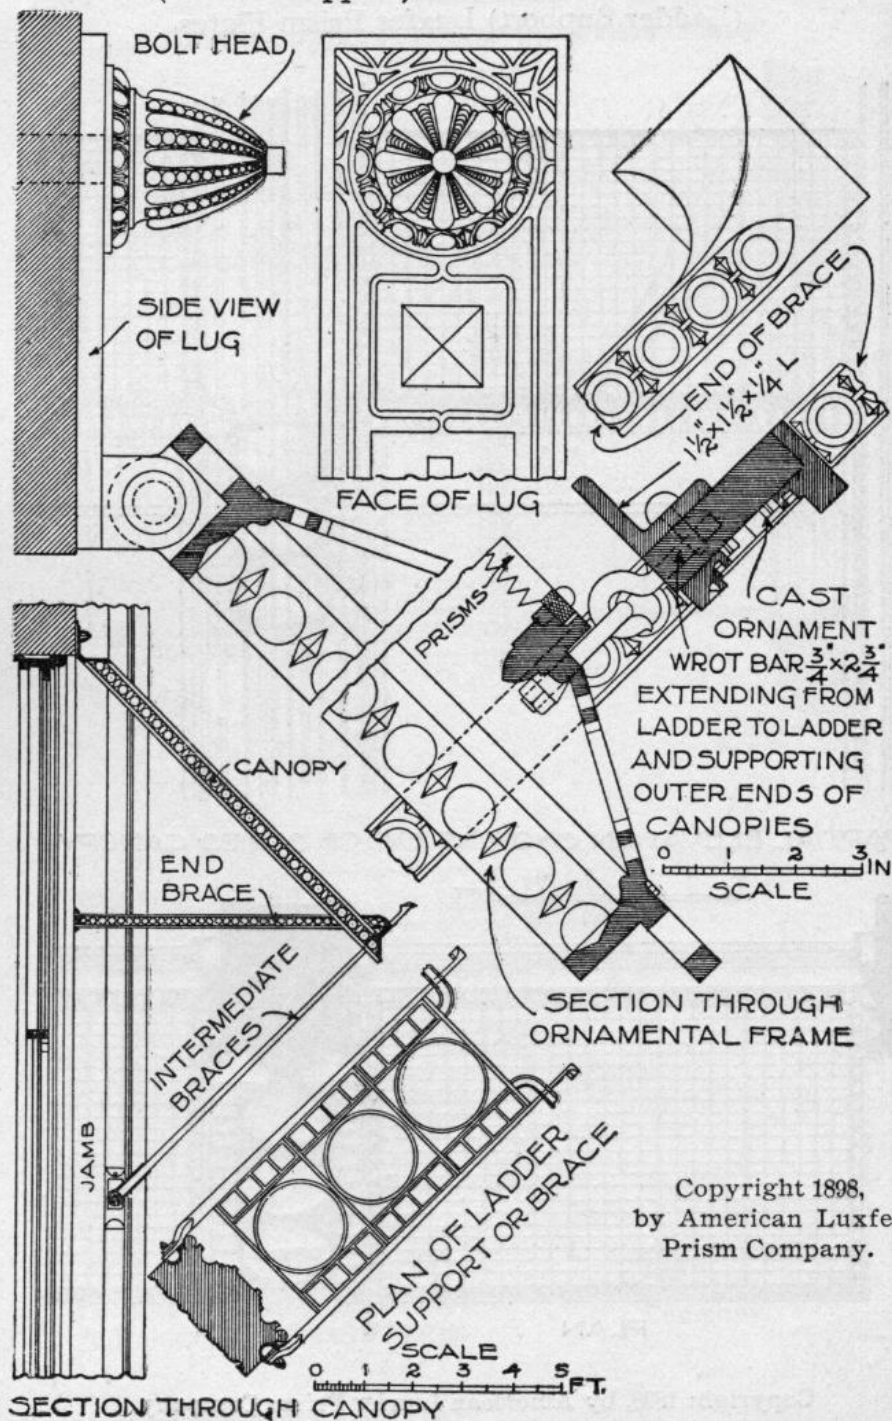 BOLT HEAD
SIDE VIEW
OF LUG
FACE OF LUG
END OF BRACE
1½"×1½"×¼" L
PRISMS
CAST
ORNAMENT
WROT BAR ¾"×2¾"
EXTENDING FROM
LADDER TO LADDER
AND SUPPORTING
OUTER ENDS OF
CANOPIES
0 1 2 3 IN
SCALE
CANOPY
END
BRACE
INTERMEDIATE
BRACES
JAMB
SECTION THROUGH
ORNAMENTAL FRAME
PLAN OF LADDER
SUPPORT OR BRACE
Copyright 1898,
by American Luxfe
Prism Company.
SCALE
0 1 2 3 4 5 FT.
SECTION THROUGH CANOPY